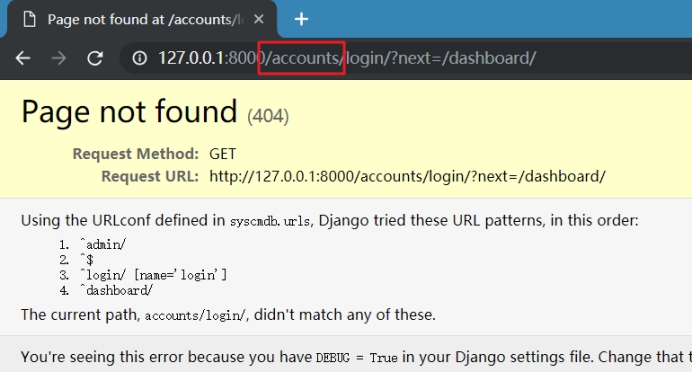 Page not found at /accounts/l
127.0.0.1:8000/accounts/login/?next=/dashboard/
Page not found (404)
Request Method: GET
Request URL: http://127.0.0.1:8000/accounts/login/?next=/dashboard/
Using the URLconf defined in syscmdb.urls, Django tried these URL patterns, in this order:
1. ^admin/
2. ^$
3. ^login/ [name='login']
4. ^dashboard/
The current path, accounts/login/, didn't match any of these.
You're seeing this error because you have DEBUG = True in your Django settings file. Change that t